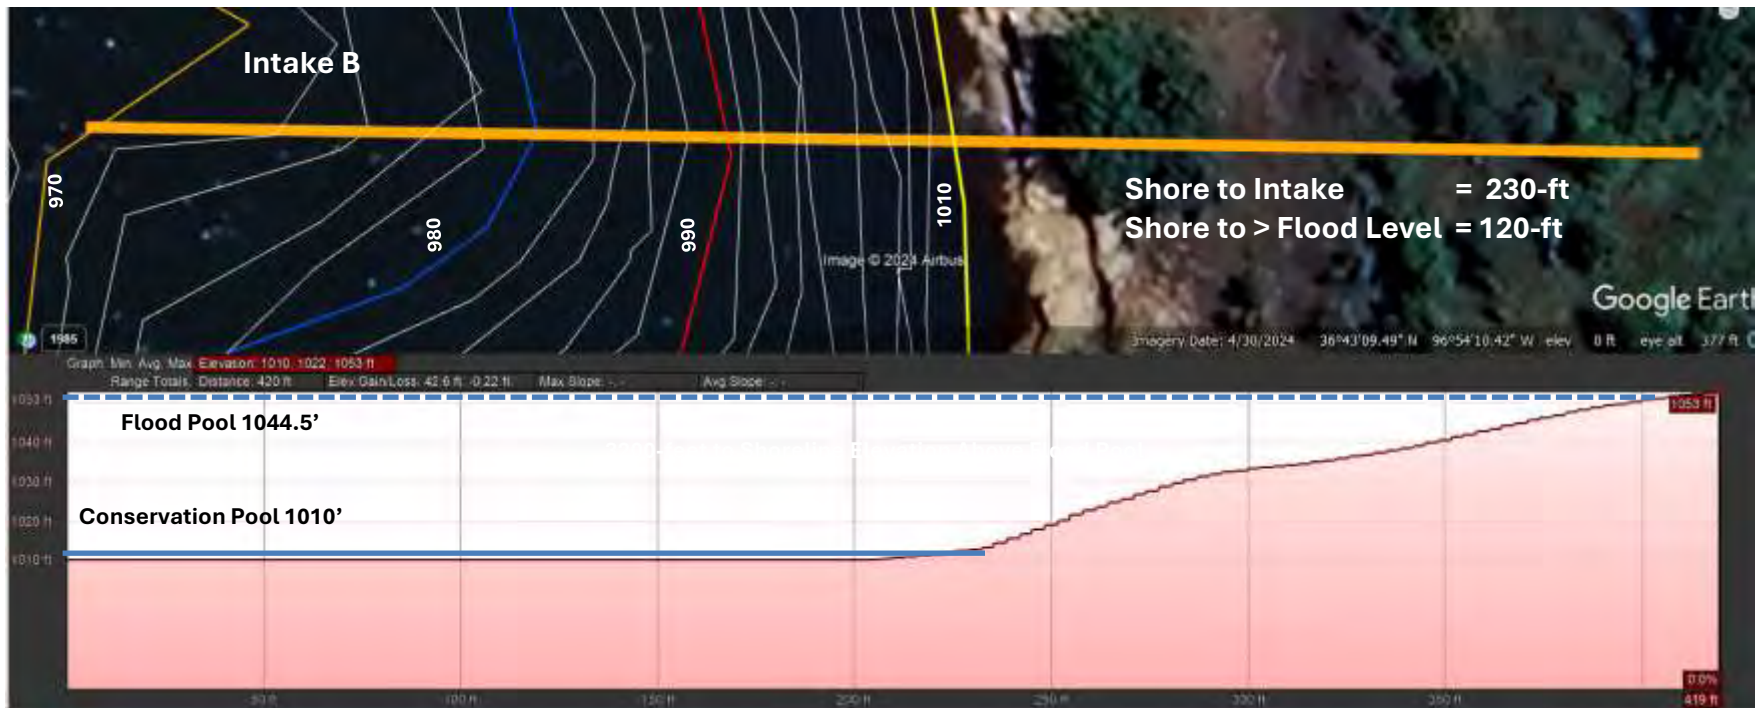 Intake B
970
980
990
1010
Shore to Intake = 230-ft
Shore to > Flood Level = 120-ft
Image © 2024 Airbus
Google Earth
1985
Imagery Date: 4/30/2024 36°43'09.49" N 96°54'10.42" W elev 0 ft eye alt 377 ft
Graph: Min, Avg, Max Elevation: 1010, 1022, 1053 ft
Range Totals: Distance: 420 ft Elev Gain/Loss: 42.6 ft, -0.22 ft Max Slope: -, - Avg Slope: -, -
1053 ft
1053 ft
Flood Pool 1044.5’
1040 ft
1030 ft
Conservation Pool 1010’
1020 ft
1010 ft
0.0%
50 ft 100 ft 150 ft 200 ft 250 ft 300 ft 350 ft 419 ft